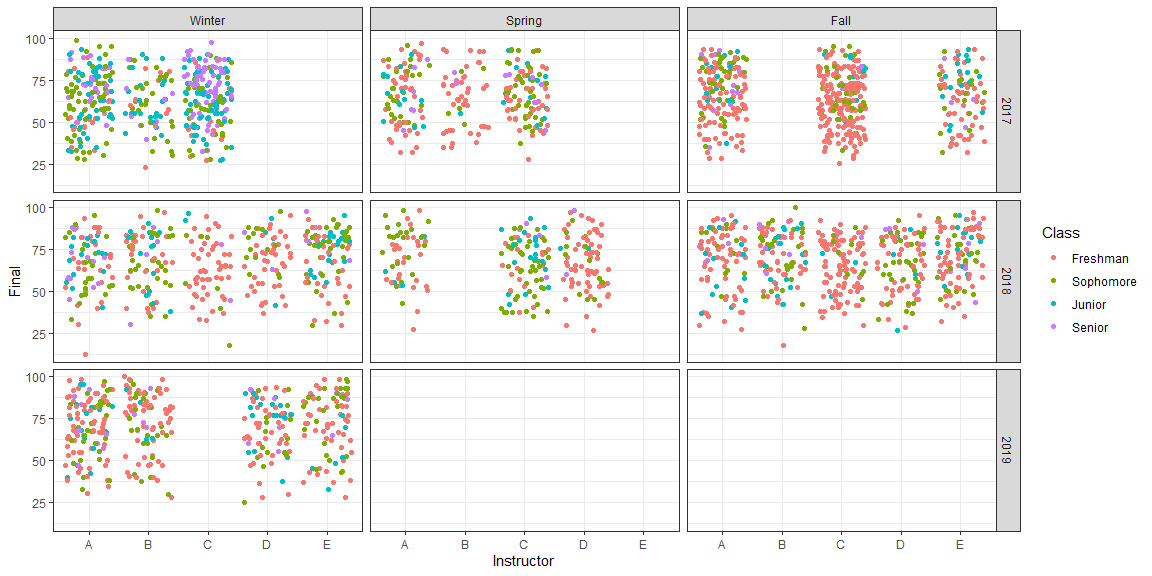 Winter Spring Fall
100
75
50
25
2017
100
75
50
25
2018
100
75
50
25
2019
Final
A B C D E A B C D E A B C D E
Instructor
Class
Freshman
Sophomore
Junior
Senior